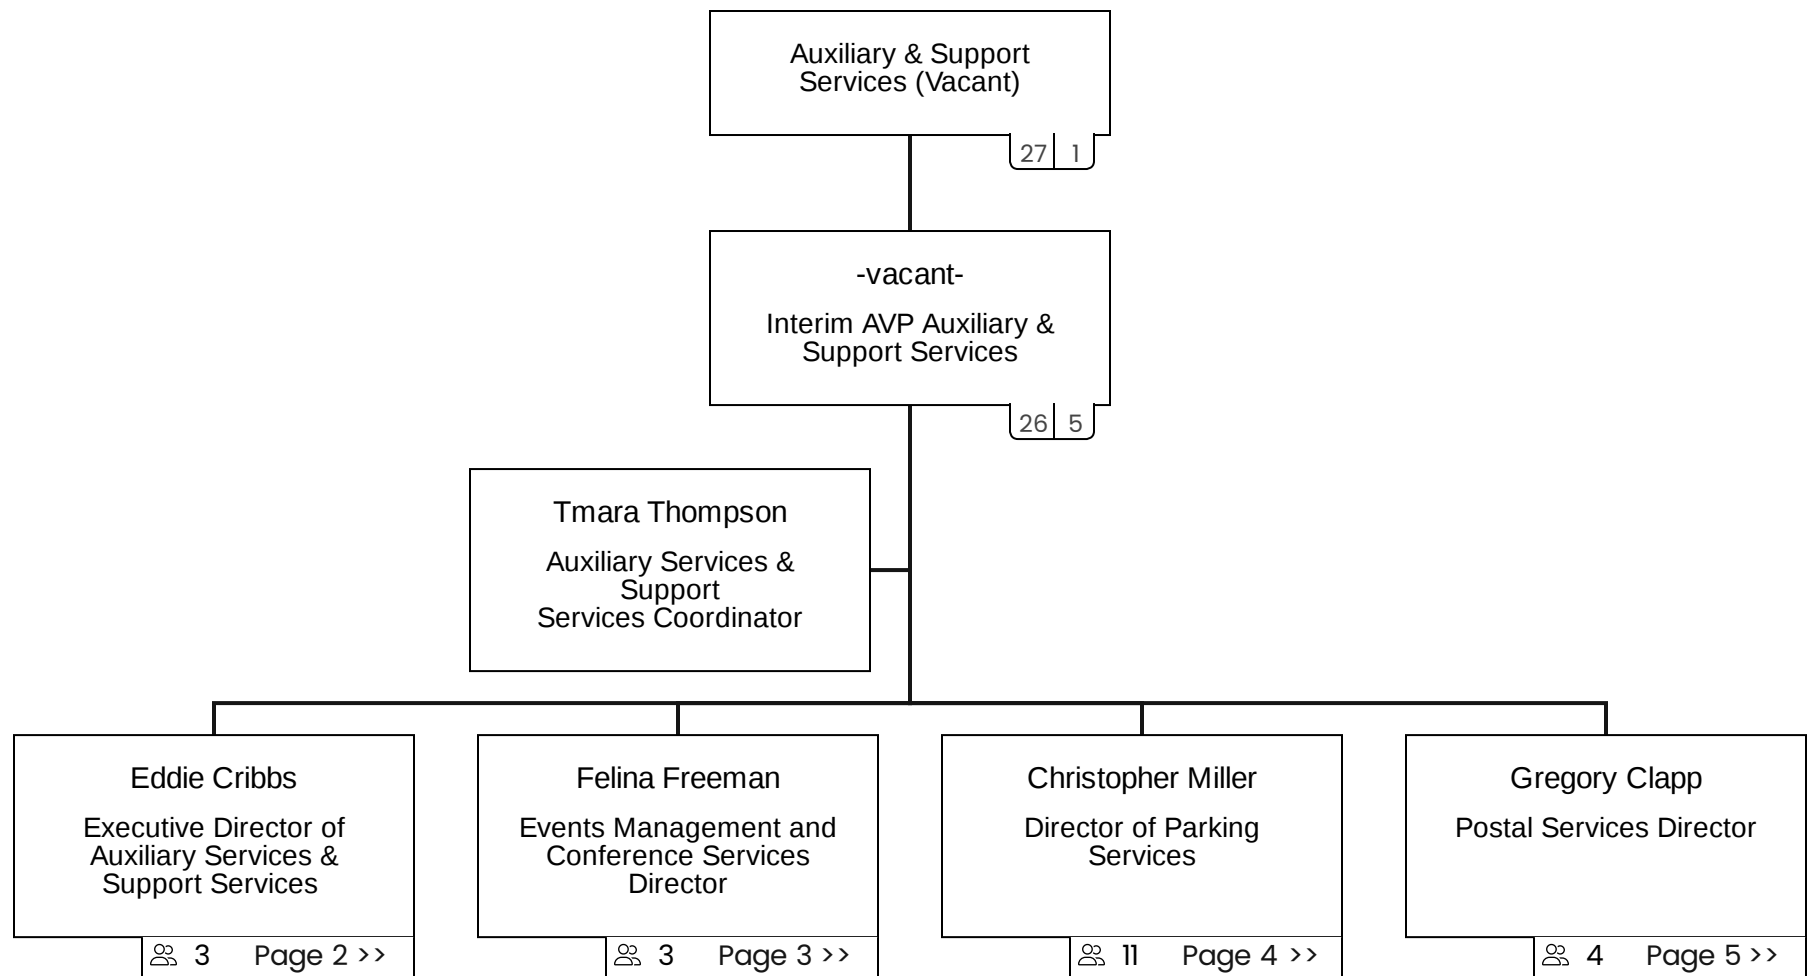 Auxiliary & Support
Services (Vacant)
27 1
-vacant-
Interim AVP Auxiliary &
Support Services
26 5
Tmara Thompson
Auxiliary Services &
Support
Services Coordinator
Eddie Cribbs
Executive Director of
Auxiliary Services &
Support Services
3 Page 2 >>
Felina Freeman
Events Management and
Conference Services
Director
3 Page 3 >>
Christopher Miller
Director of Parking
Services
11 Page 4 >>
Gregory Clapp
Postal Services Director
4 Page 5 >>